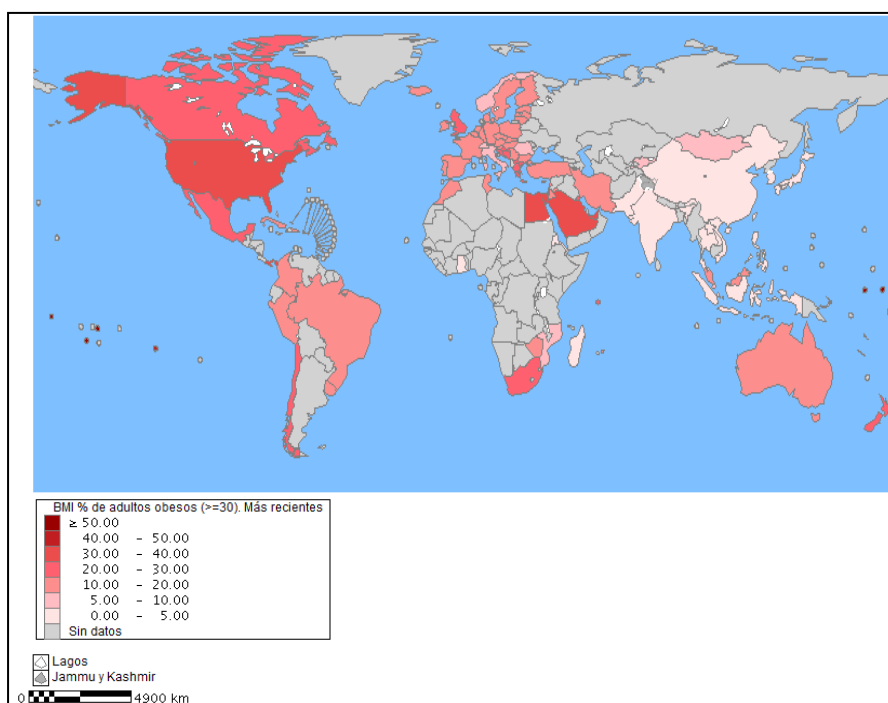 BMI % de adultos obesos (>=30). Más recientes
≥ 50.00
40.00 - 50.00
30.00 - 40.00
20.00 - 30.00
10.00 - 20.00
5.00 - 10.00
0.00 - 5.00
Sin datos
Lagos
Jammu y Kashmir
0 4900 km